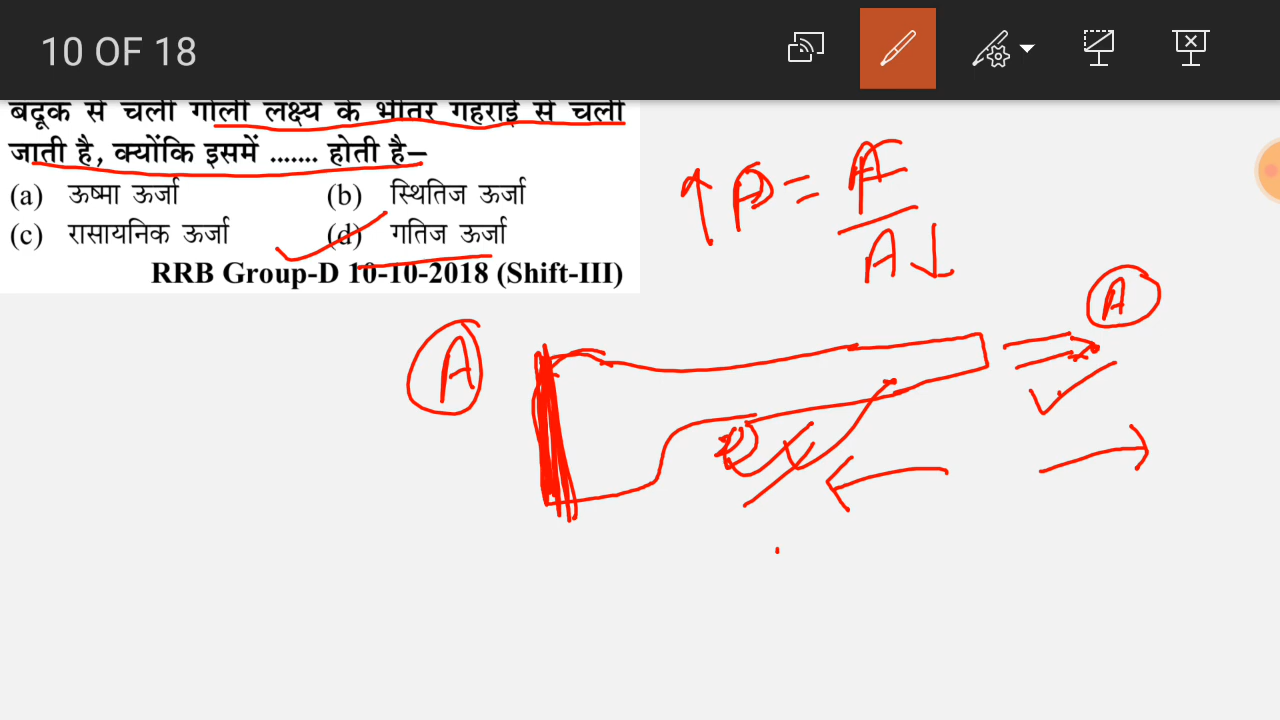 10 OF 18
बदूक से चली गोली लक्ष्य के भीतर गहराई से चली
जाती है, क्योंकि इसमें ....... होती है–
(a) ऊष्मा ऊर्जा (b) स्थितिज ऊर्जा
(c) रासायनिक ऊर्जा (d) गतिज ऊर्जा
RRB Group-D 10-10-2018 (Shift-III)
↑ P = F
A ↓
A
A